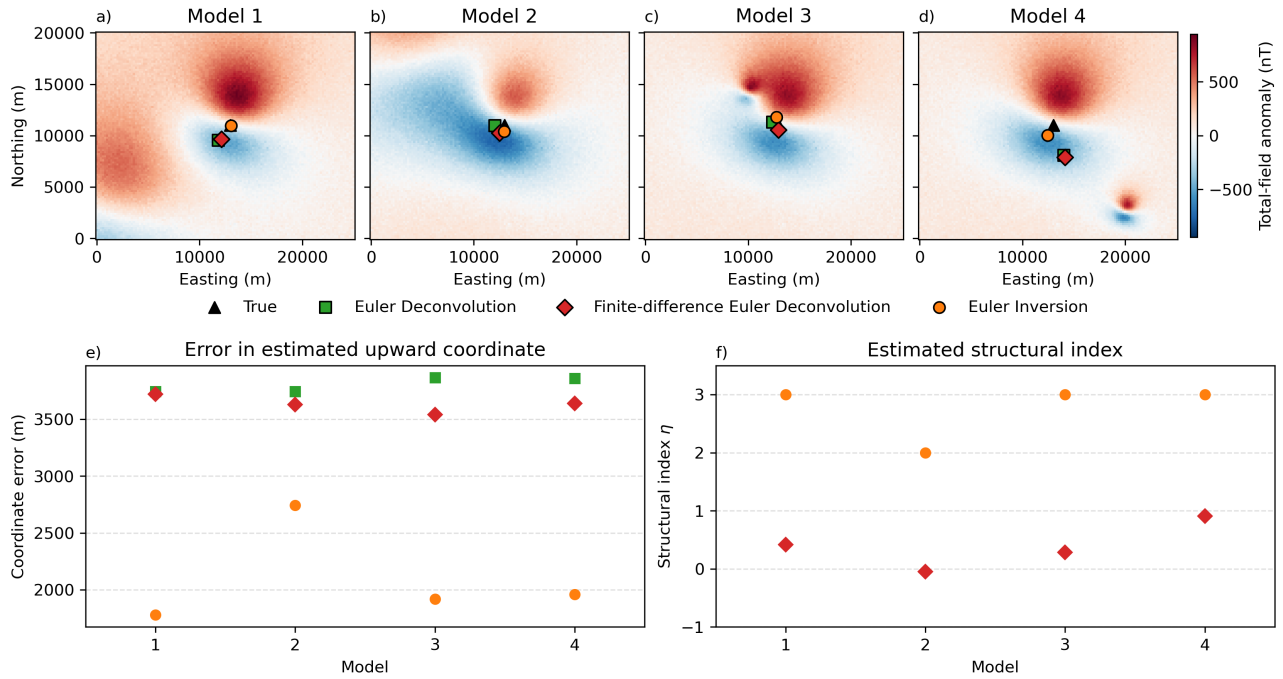 a) Model 1
b) Model 2
c) Model 3
d) Model 4
20000
15000
10000
5000
0
Northing (m)
0 10000 20000
0 10000 20000
0 10000 20000
0 10000 20000
Easting (m)
Easting (m)
Easting (m)
Easting (m)
500
0
−500
Total-field anomaly (nT)
True Euler Deconvolution Finite-difference Euler Deconvolution Euler Inversion
e) Error in estimated upward coordinate
3500
3000
2500
2000
Coordinate error (m)
1 2 3 4
Model
f) Estimated structural index
3
2
1
0
−1
Structural index η
1 2 3 4
Model